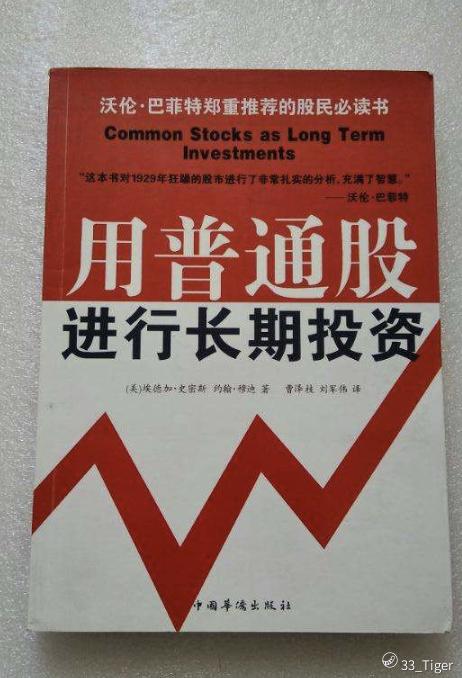 沃伦·巴菲特郑重推荐的股民必读书
Common Stocks as Long Term
Investments
“这本书对1929年狂躁的股市进行了非常扎实的分析，充满了智慧。”
——沃伦·巴菲特
用普通股
进行长期投资
(美)埃德加·史密斯 约翰·穆迪 著 曹泽枝 刘军伟 译
中国华侨出版社
33_Tiger